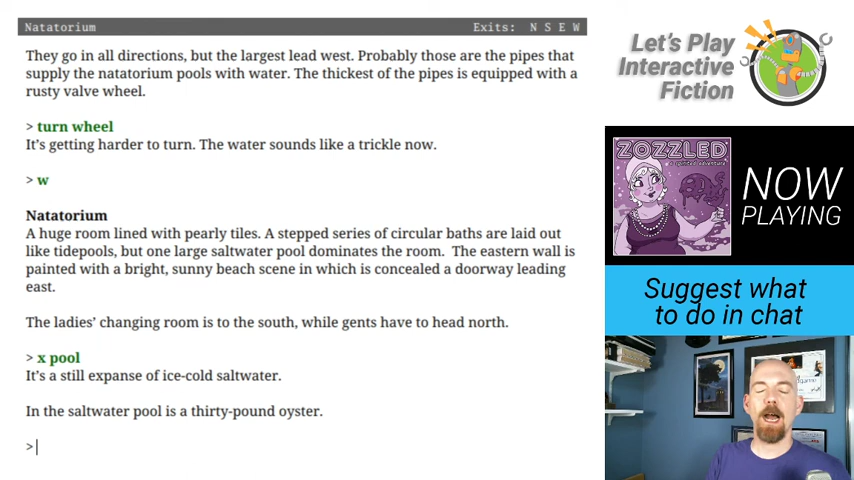 Natatorium Exits: N S E W
They go in all directions, but the largest lead west. Probably those are the pipes that
supply the natatorium pools with water. The thickest of the pipes is equipped with a
rusty valve wheel.
> turn wheel
It's getting harder to turn. The water sounds like a trickle now.
> w
Natatorium
A huge room lined with pearly tiles. A stepped series of circular baths are laid out
like tidepools, but one large saltwater pool dominates the room.  The eastern wall is
painted with a bright, sunny beach scene in which is concealed a doorway leading
east.
The ladies' changing room is to the south, while gents have to head north.
> x pool
It's a still expanse of ice-cold saltwater.
In the saltwater pool is a thirty-pound oyster.
>
Let's Play
Interactive
Fiction
ZOZZLED
a spirited adventure
NOW
PLAYING
Suggest what
to do in chat